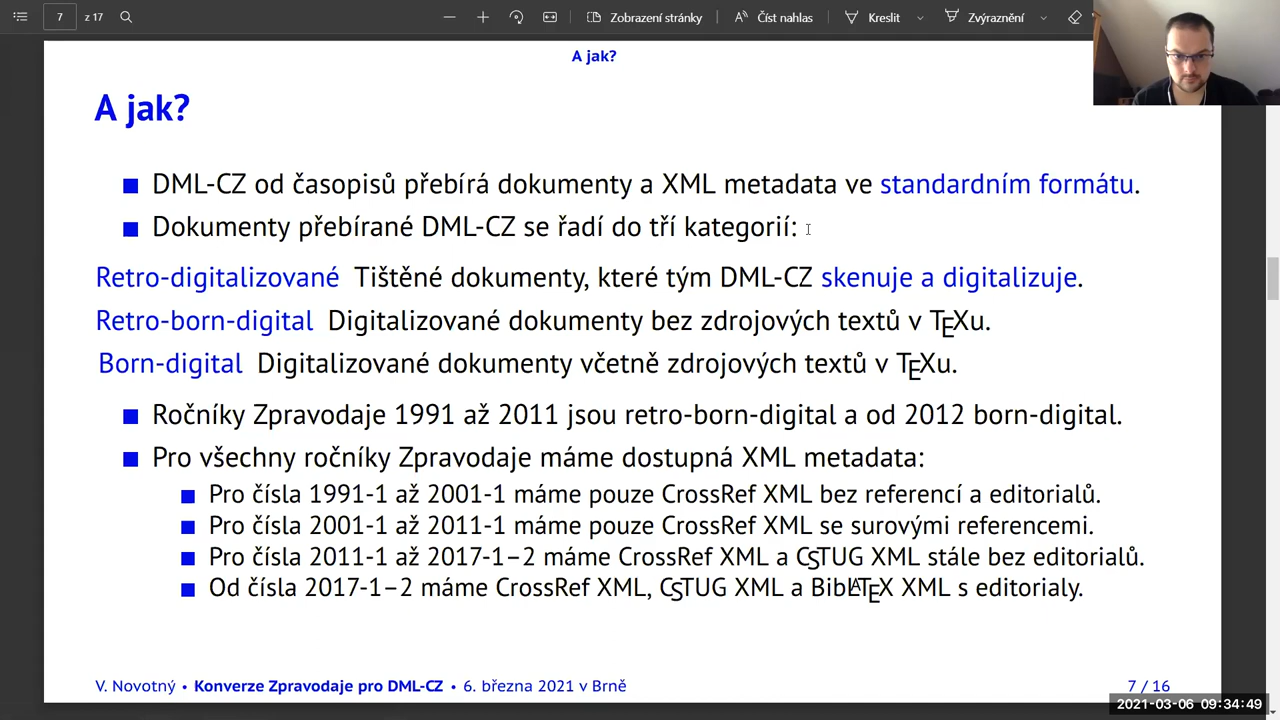 7 z 17 Zobrazení stránky Číst nahlas Kreslit Zvýraznění
A jak?
A jak?
DML-CZ od časopisů přebírá dokumenty a XML metadata ve standardním formátu.
Dokumenty přebírané DML-CZ se řadí do tří kategorií:
Retro-digitalizované Tištěné dokumenty, které tým DML-CZ skenuje a digitalizuje.
Retro-born-digital Digitalizované dokumenty bez zdrojových textů v TEXu.
Born-digital Digitalizované dokumenty včetně zdrojových textů v TEXu.
Ročníky Zpravodaje 1991 až 2011 jsou retro-born-digital a od 2012 born-digital.
Pro všechny ročníky Zpravodaje máme dostupná XML metadata:
Pro čísla 1991-1 až 2001-1 máme pouze CrossRef XML bez referencí a editorialů.
Pro čísla 2001-1 až 2011-1 máme pouze CrossRef XML se surovými referencemi.
Pro čísla 2011-1 až 2017-1–2 máme CrossRef XML a CSTUG XML stále bez editorialů.
Od čísla 2017-1–2 máme CrossRef XML, CSTUG XML a BibLATEX XML s editorialy.
V. Novotný • Konverze Zpravodaje pro DML-CZ • 6. března 2021 v Brně 7 / 16
2021-03-06 09:34:49